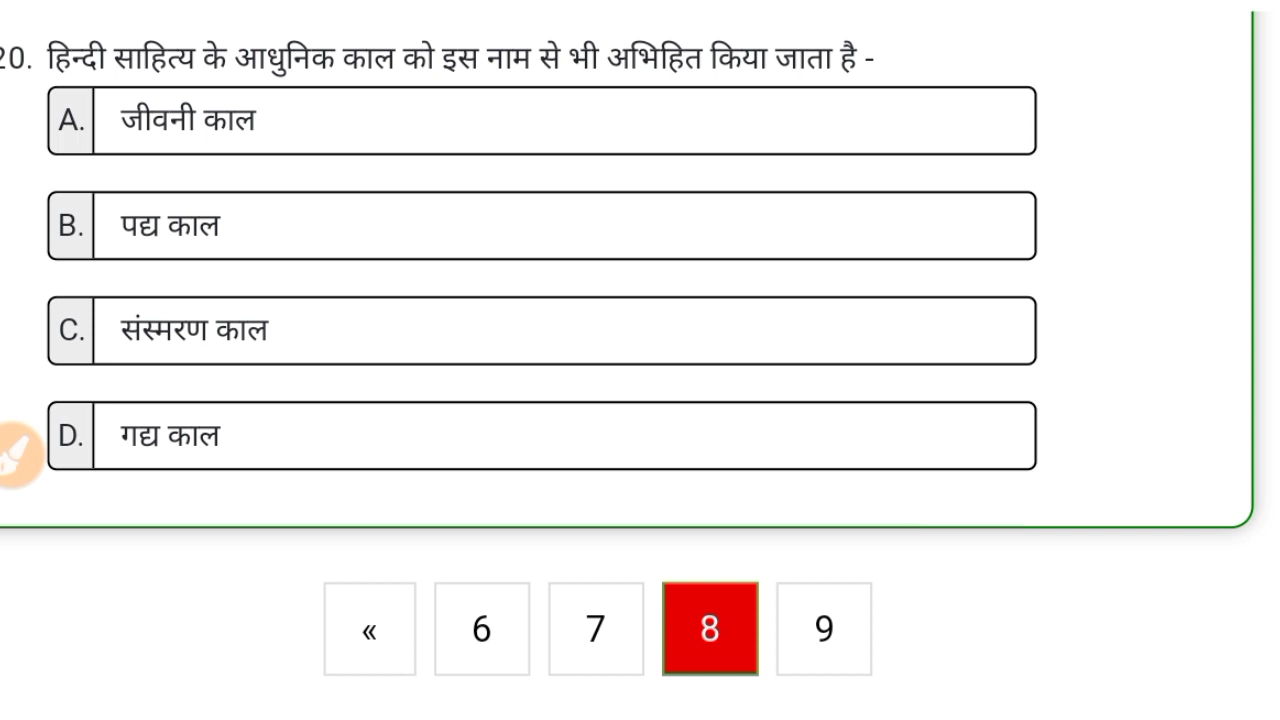 20. हिन्दी साहित्य के आधुनिक काल को इस नाम से भी अभिहित किया जाता है -
A. जीवनी काल
B. पद्य काल
C. संस्मरण काल
D. गद्य काल
« 6 7 8 9